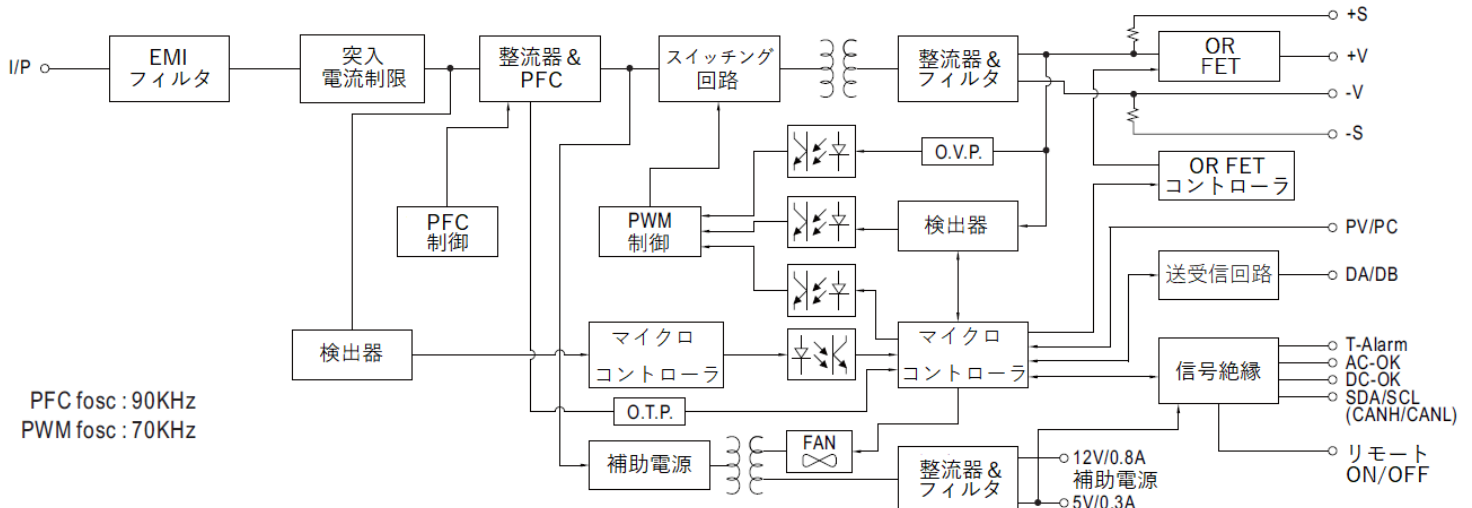 I/P
EMI
フィルタ
突入
電流制限
整流器&
PFC
スイッチング
回路
整流器&
フィルタ
OR
FET
+S
+V
-V
-S
O.V.P.
OR FET
コントローラ
PFC
制御
PWM
制御
検出器
PV/PC
送受信回路
DA/DB
検出器
マイクロ
コントローラ
マイクロ
コントローラ
信号絶縁
T-Alarm
AC-OK
DC-OK
SDA/SCL
(CANH/CANL)
PFC fosc : 90KHz
PWM fosc : 70KHz
O.T.P.
補助電源
FAN
整流器&
フィルタ
12V/0.8A
補助電源
5V/0.3A
リモート
ON/OFF